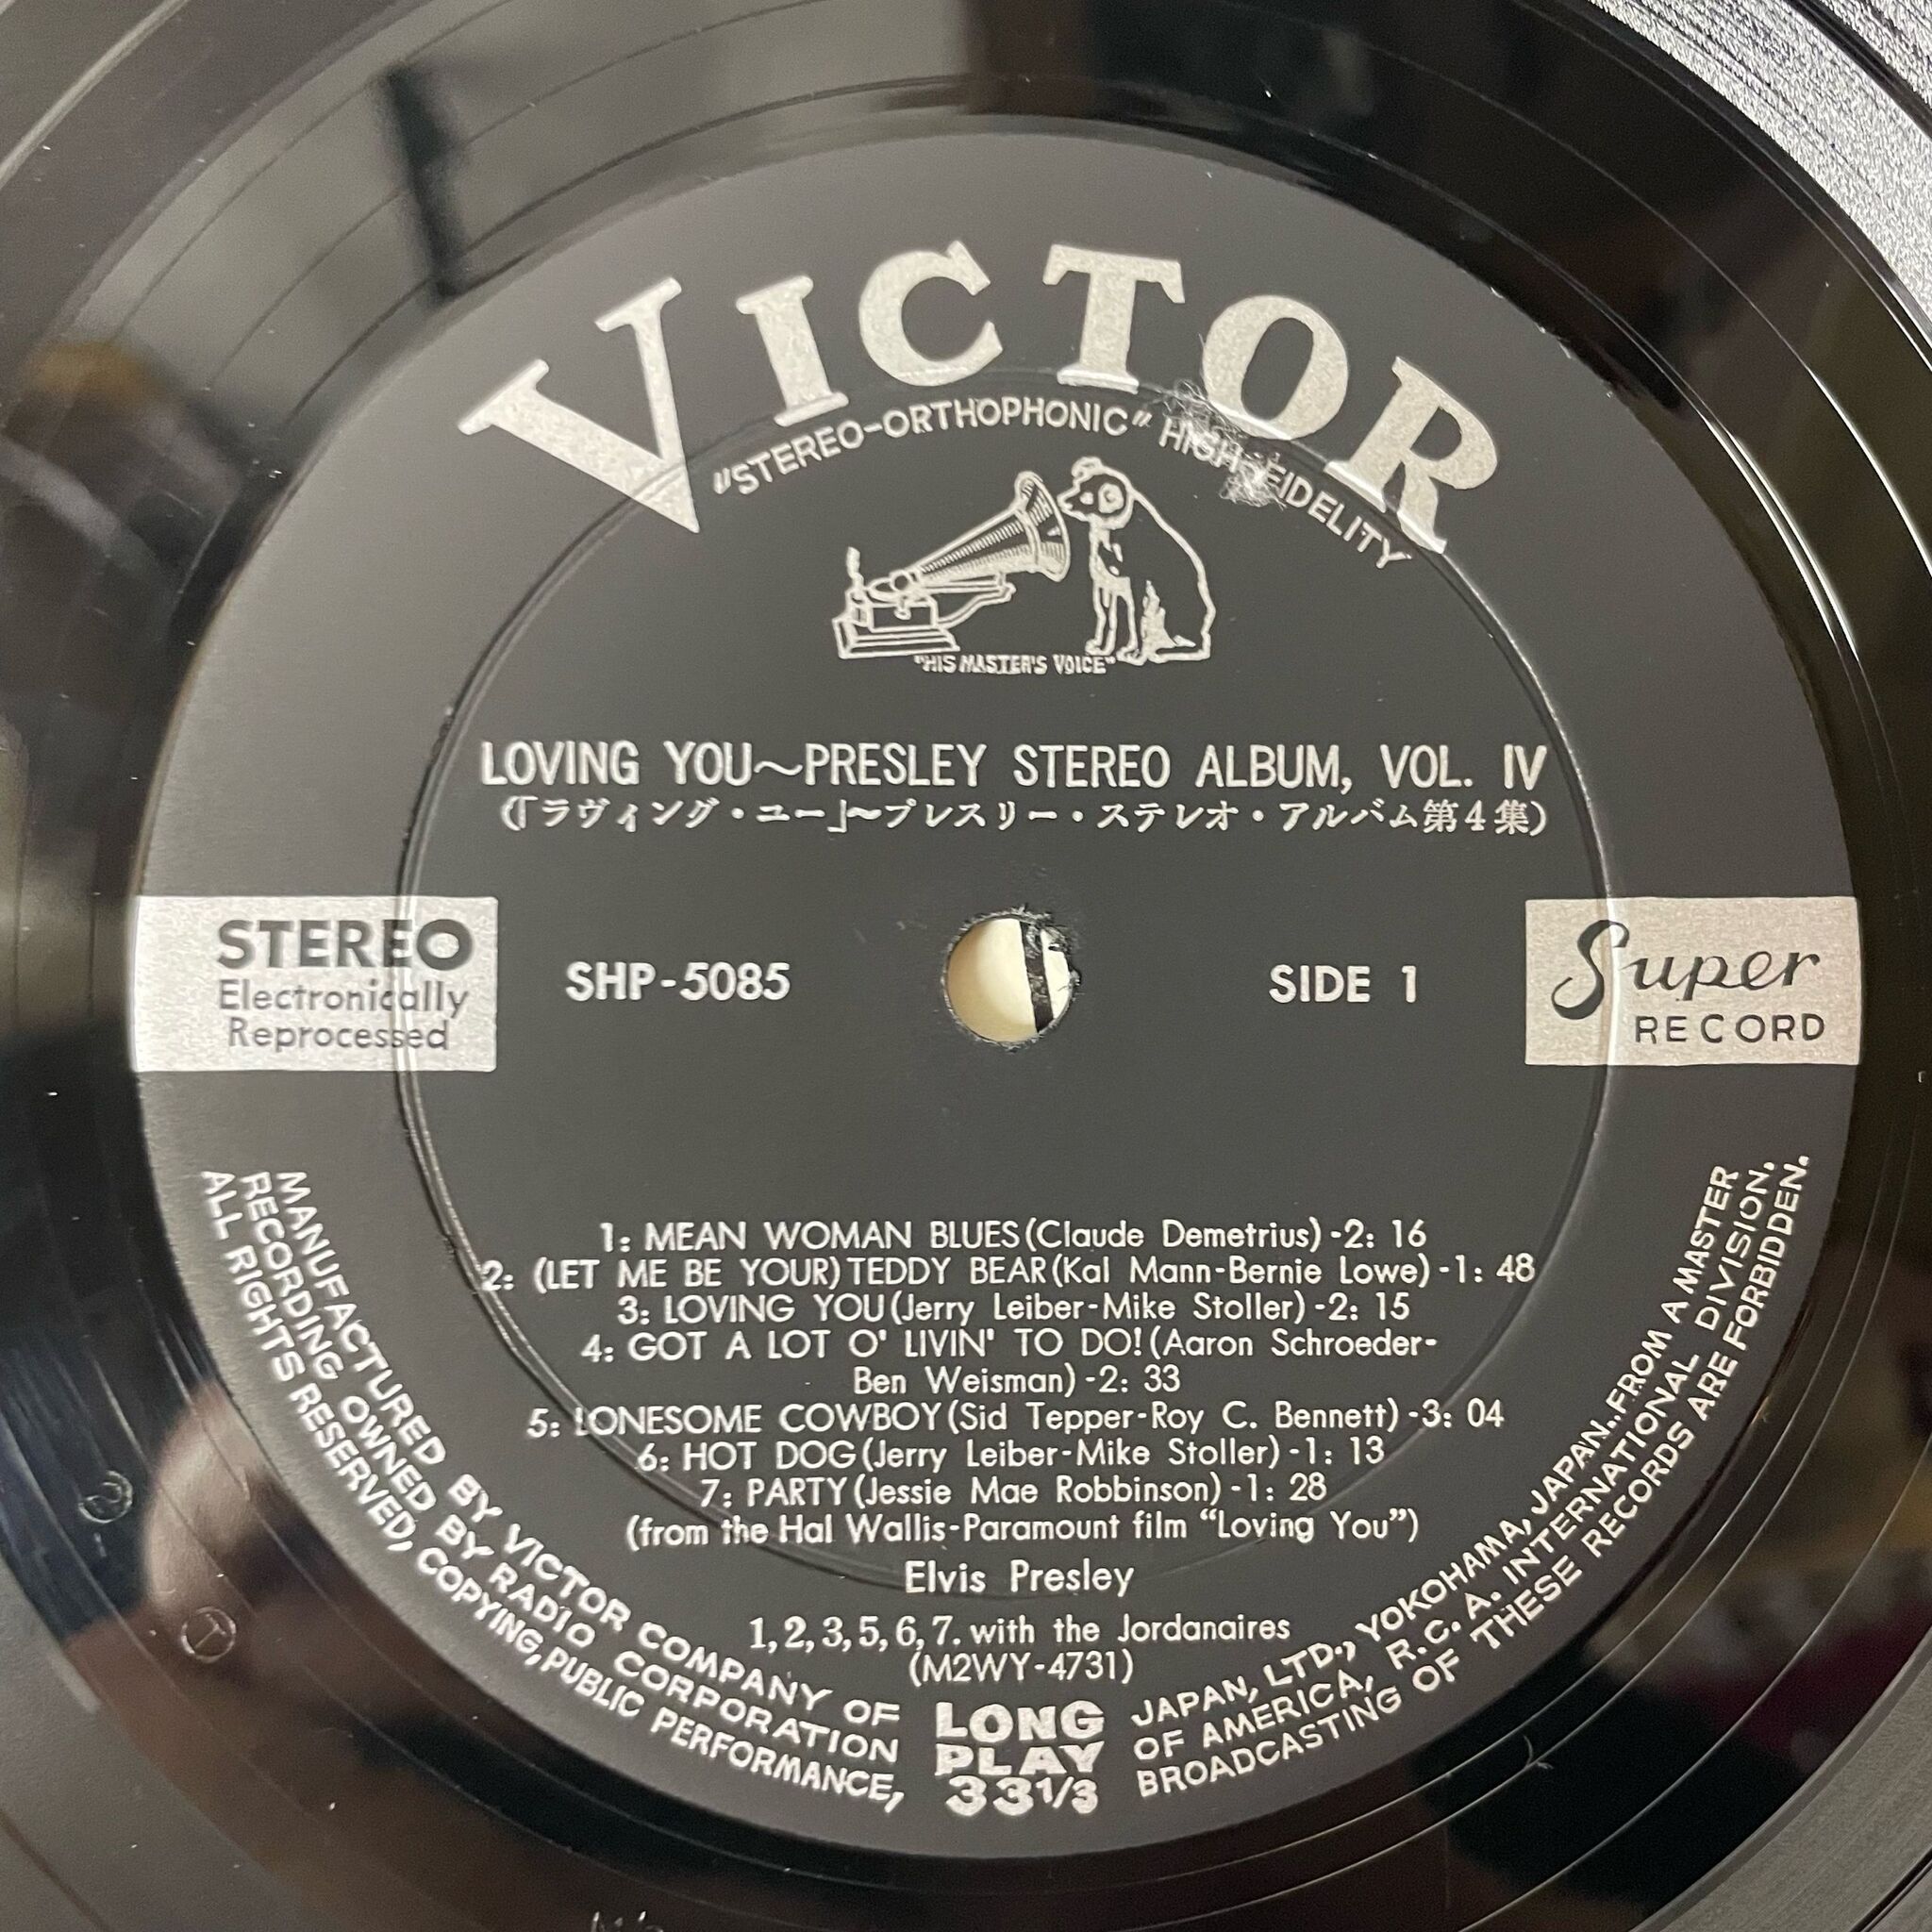 VICTOR
"STEREO-ORTHOPHONIC" HIGH FIDELITY
"HIS MASTER'S VOICE"
LOVING YOU~PRESLEY STEREO ALBUM, VOL. IV
(「ラヴィング・ユー」~プレスリー・ステレオ・アルバム第4集)
STEREO
Electronically
Reprocessed
SHP-5085
SIDE 1
Super
RECORD
1: MEAN WOMAN BLUES (Claude Demetrius) -2: 16
2: (LET ME BE YOUR) TEDDY BEAR (Kal Mann-Bernie Lowe) -1: 48
3: LOVING YOU (Jerry Leiber-Mike Stoller) -2: 15
4: GOT A LOT O' LIVIN' TO DO! (Aaron Schroeder-
Ben Weisman) -2: 33
5: LONESOME COWBOY (Sid Tepper-Roy C. Bennett) -3: 04
6: HOT DOG (Jerry Leiber-Mike Stoller) -1: 13
7: PARTY (Jessie Mae Robbinson) -1: 28
(from the Hal Wallis-Paramount film “Loving You”)
Elvis Presley
1, 2, 3, 5, 6, 7. with the Jordanaires
(M2WY-4731)
LONG
PLAY
33 1/3
MANUFACTURED BY VICTOR COMPANY OF JAPAN, LTD., YOKOHAMA, JAPAN..FROM A MASTER
RECORDING OWNED BY RADIO CORPORATION OF AMERICA, R.C.A. INTERNATIONAL DIVISION.
ALL RIGHTS RESERVED, COPYING, PUBLIC PERFORMANCE, BROADCASTING OF THESE RECORDS ARE FORBIDDEN.